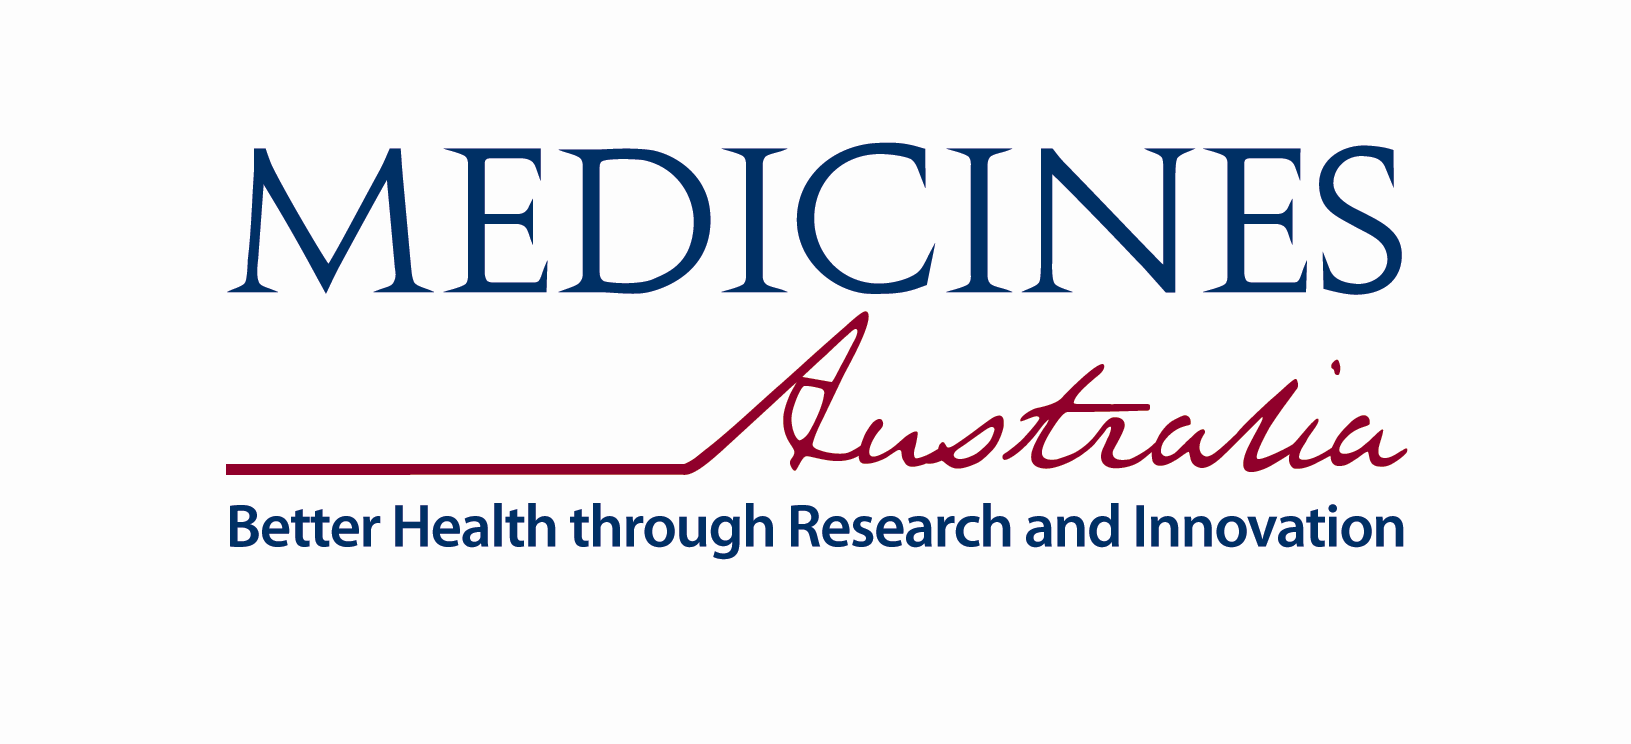 MEDICINES
Australia
Better Health through Research and Innovation